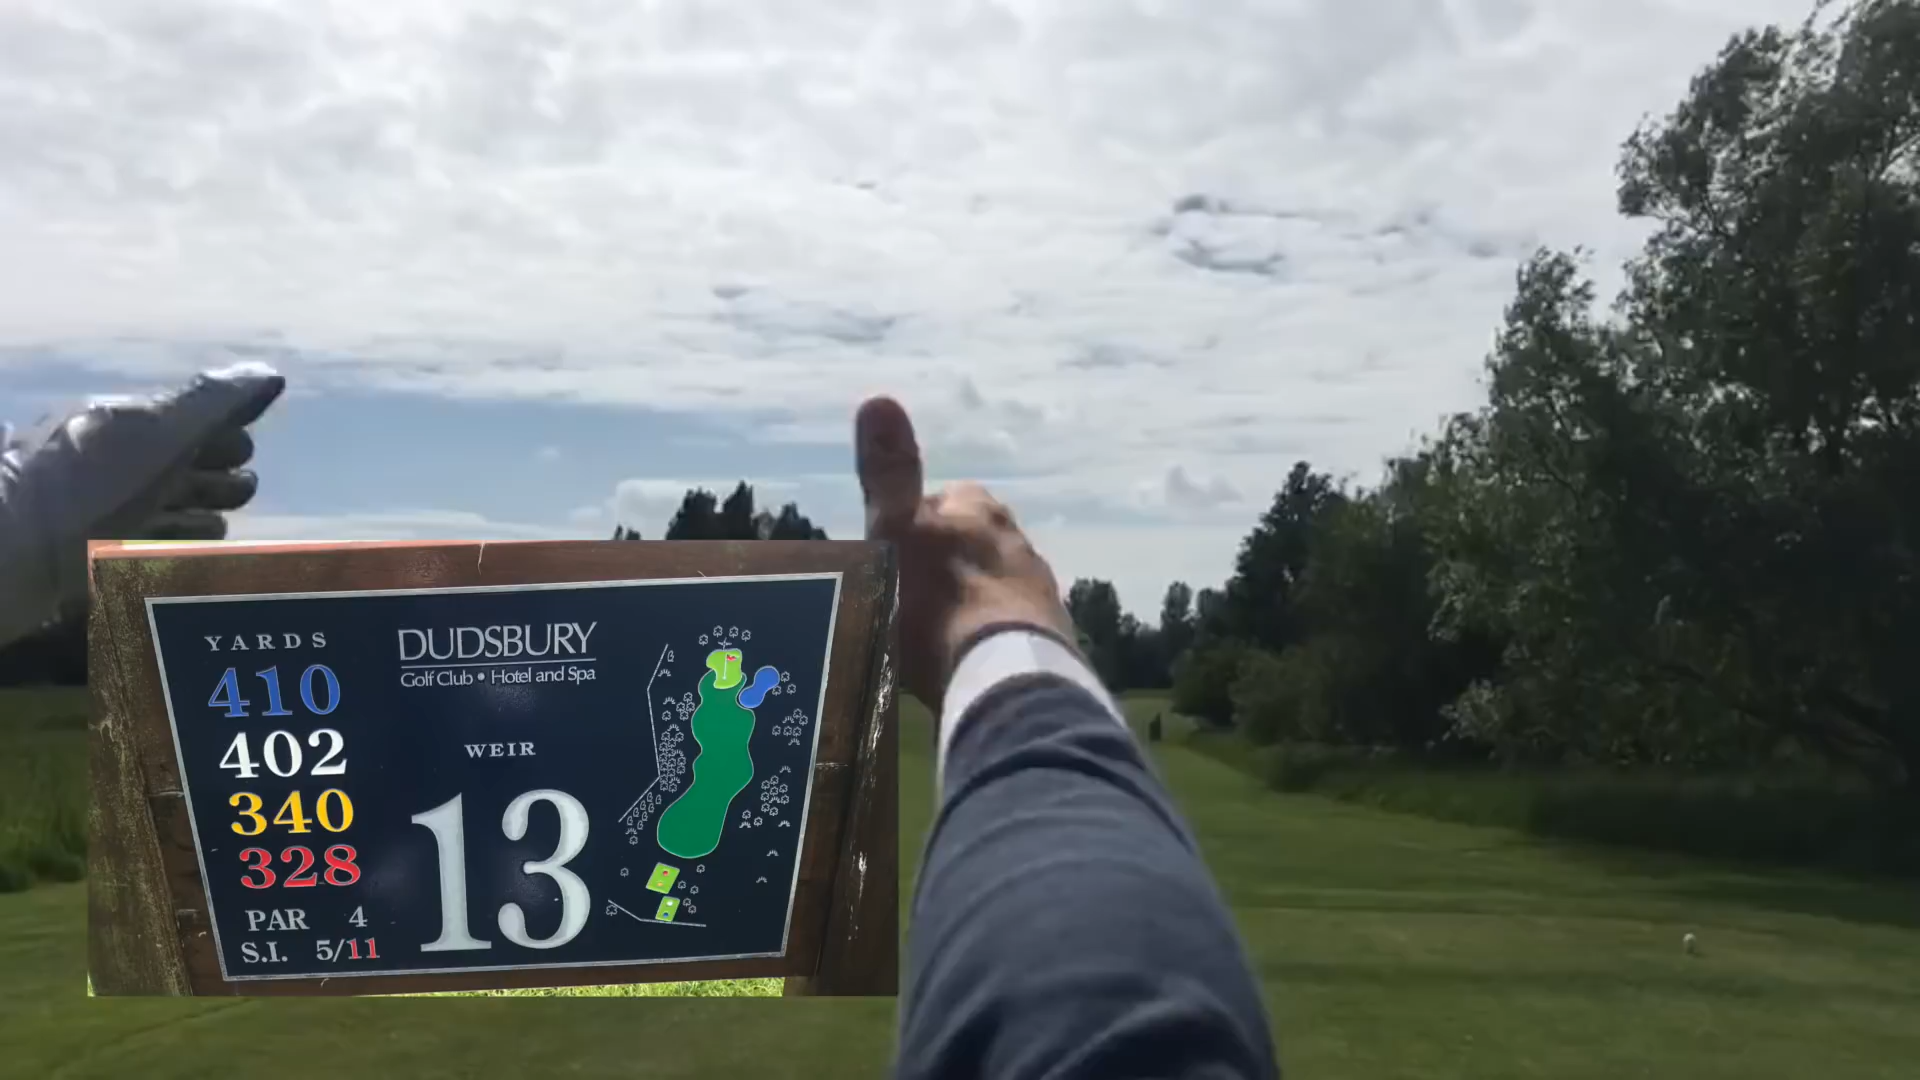 YARDS
410
402
340
328
PAR 4
S.I. 5/11
DUDSBURY
Golf Club • Hotel and Spa
WEIR
13